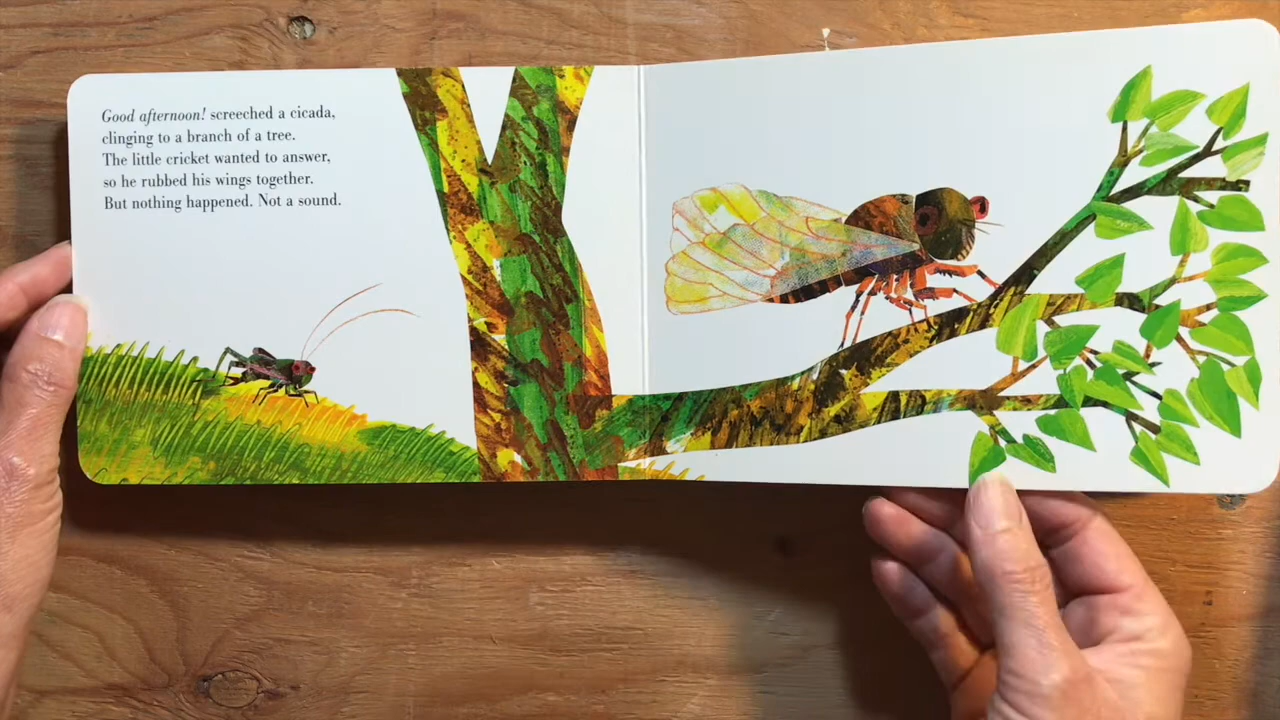 Good afternoon! screeched a cicada,
clinging to a branch of a tree.
The little cricket wanted to answer,
so he rubbed his wings together.
But nothing happened. Not a sound.